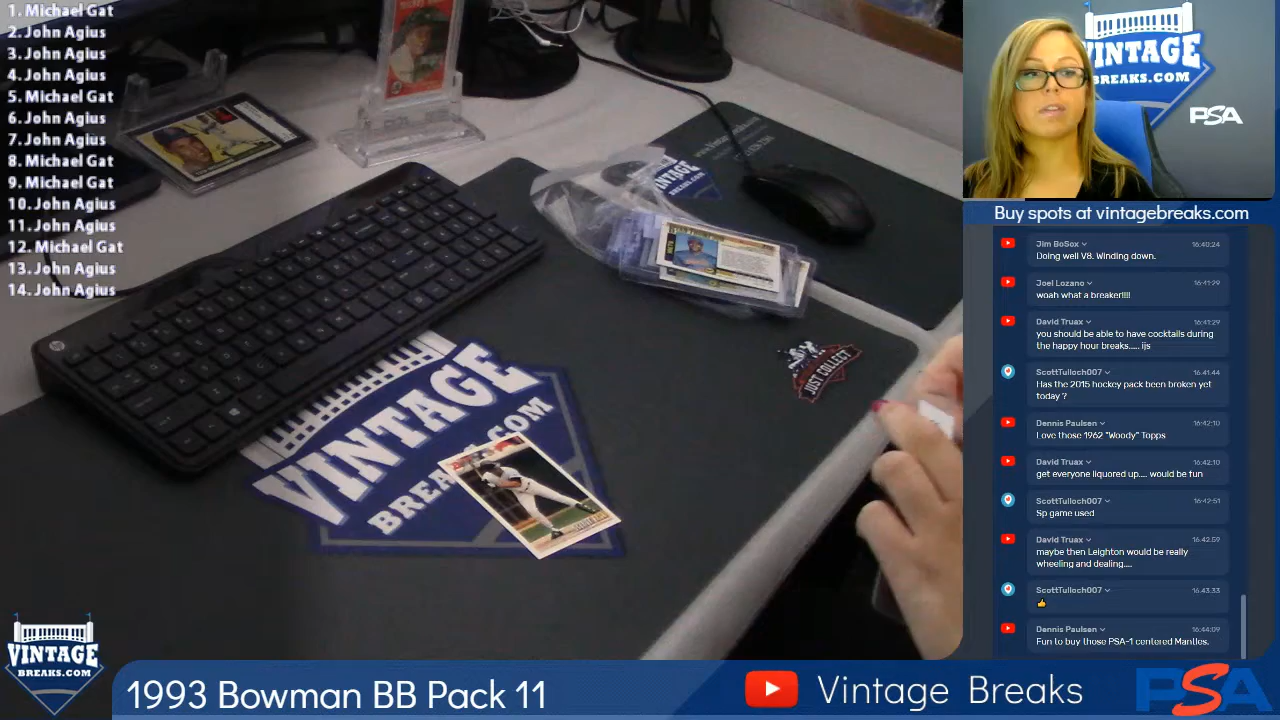 1. Michael Gat
2. John Agius
3. John Agius
4. John Agius
5. Michael Gat
6. John Agius
7. John Agius
8. Michael Gat
9. Michael Gat
10. John Agius
11. John Agius
12. Michael Gat
13. John Agius
14. John Agius
VINTAGE
BREAKS.COM
PSA
Buy spots at vintagebreaks.com
Jim BoSox 16:40:24
Doing well V8. Winding down.
Joel Lozano 16:41:29
woah what a breaker!!!!
David Truax 16:41:29
you should be able to have cocktails during
the happy hour breaks..... ijs
ScottTulloch007 16:41:44
Has the 2015 hockey pack been broken yet
today ?
Dennis Paulsen 16:42:10
Love those 1962 "Woody" Topps
David Truax 16:42:10
get everyone liquored up.... would be fun
ScottTulloch007 16:42:51
Sp game used
David Truax 16:42:59
maybe then Leighton would be really
wheeling and dealing....
ScottTulloch007 16:43:33
👍
Dennis Paulsen 16:44:09
Fun to buy those PSA-1 centered Mantles.
JUST COLLECT
VINTAGE
BREAKS.COM
hp
VINTAGE
BREAKS.COM
1993 Bowman BB Pack 11
Vintage Breaks
PSA